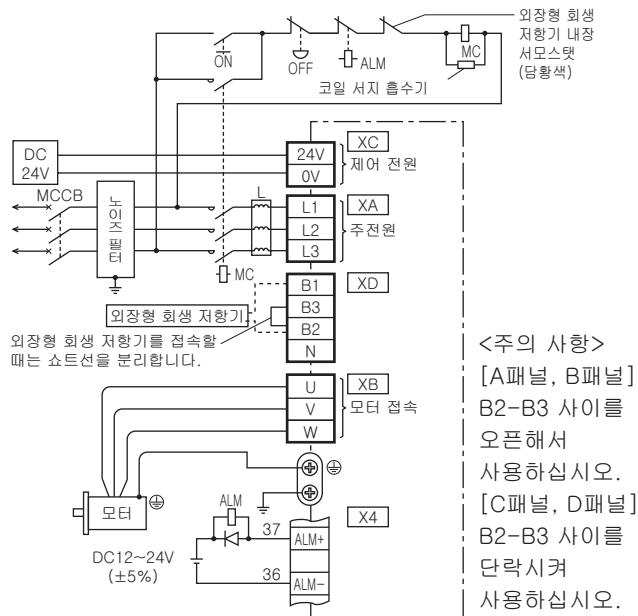 외장형 회생
저항기 내장
서모스탯
(담황색)
ON
OFF
ALM
MC
코일 서지 흡수기
DC
24V
24V
0V
XC
제어 전원
MCCB
노이즈 필터
L
L1
L2
L3
XA
주전원
MC
외장형 회생 저항기
B1
B3
B2
N
XD
외장형 회생 저항기를 접속할
때는 쇼트선을 분리합니다.
U
V
W
XB
모터 접속
모터
ALM
DC12~24V
(±5%)
37
ALM+
36
ALM-
X4
<주의 사항>
[A패널, B패널]
B2-B3 사이를
오픈해서
사용하십시오.
[C패널, D패널]
B2-B3 사이를
단락시켜
사용하십시오.